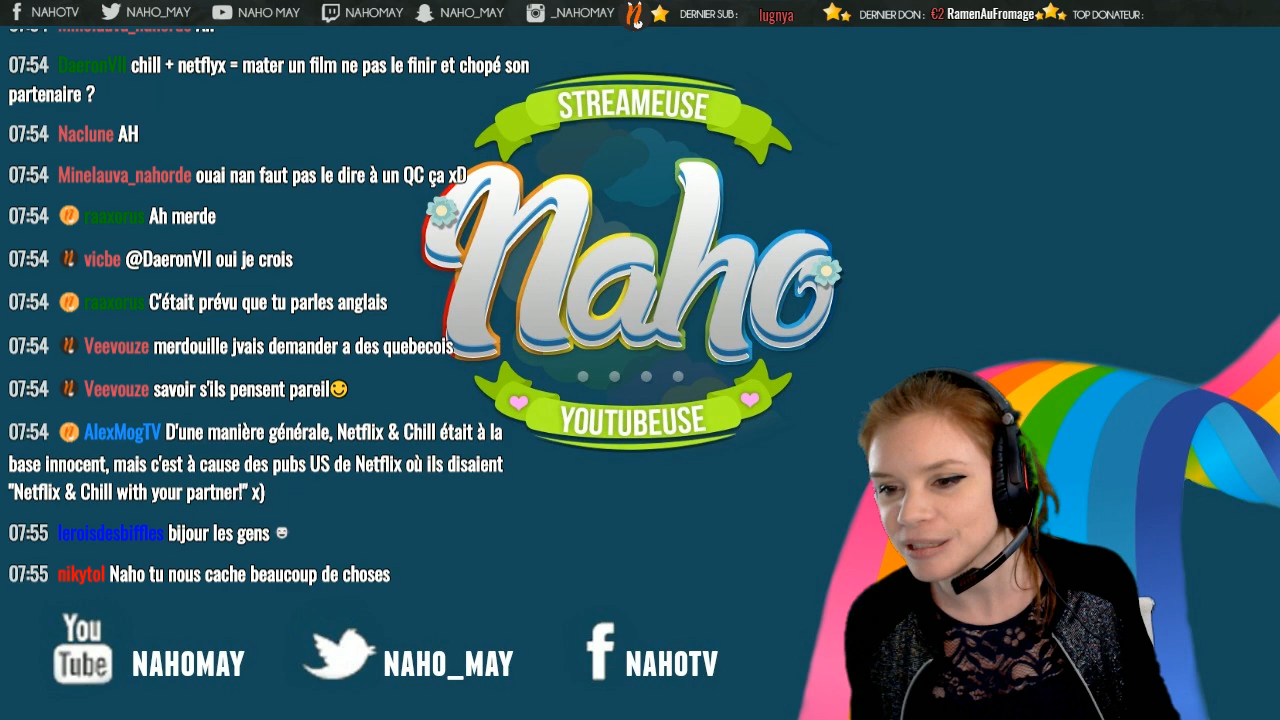 NAHOTV NAHO_MAY NAHO MAY NAHOMAY NAHO_MAY _NAHOMAY DERNIER SUB : lugnya DERNIER DON : €2 RamenAuFromage TOP DONATEUR :
07:54 DaeronVII chill + netflyx = mater un film ne pas le finir et chopé son
partenaire ?
07:54 Naclune AH
07:54 Minelauva_nahorde ouai nan faut pas le dire à un QC ça xD
07:54 raaxorus Ah merde
07:54 vicbe @DaeronVII oui je crois
07:54 raaxorus C'était prévu que tu parles anglais
07:54 Veevouze merdouille jvais demander a des quebecois
07:54 Veevouze savoir s'ils pensent pareil
07:54 AlexMogTV D'une manière générale, Netflix & Chill était à la
base innocent, mais c'est à cause des pubs US de Netflix où ils disaient
"Netflix & Chill with your partner!" x)
07:55 leroisdesbiffles bijour les gens
07:55 nikytol Naho tu nous cache beaucoup de choses
STREAMEUSE
Naho
YOUTUBEUSE
You
Tube
NAHOMAY NAHO_MAY NAHOTV